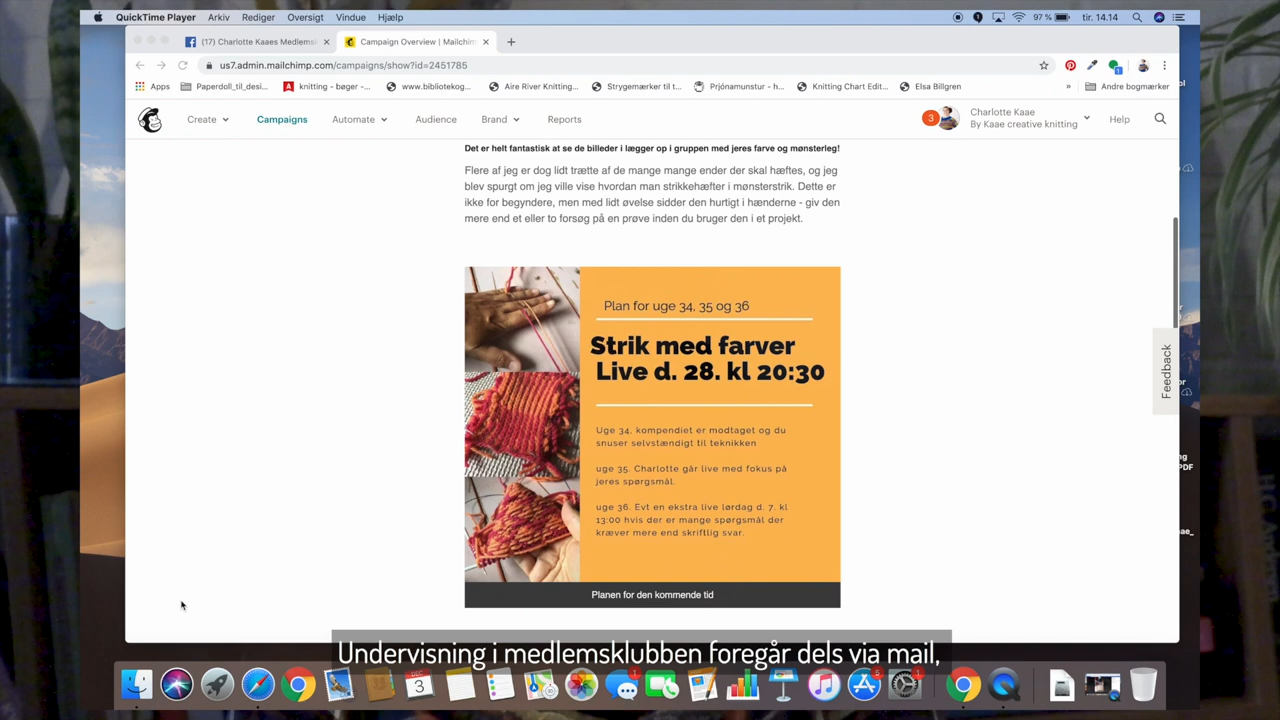 QuickTime Player Arkiv Rediger Oversigt Vindue Hjælp 97 % tir. 14.14
(17) Charlotte Kaaes Medlemsk
Campaign Overview | Mailchim
us7.admin.mailchimp.com/campaigns/show?id=2451785
Apps Paperdoll_til_desi... knitting - bøger -... www.bibliotekog... Aire River Knitting... Strygemærker til t... Prjónamunstur - h... Knitting Chart Edit... Elsa Billgren » Andre bogmærker
Create Campaigns Automate Audience Brand Reports
3 Charlotte Kaae
By Kaae creative knitting
Help
Det er helt fantastisk at se de billeder i lægger op i gruppen med jeres farve og mønsterleg!
Flere af jeg er dog lidt trætte af de mange mange ender der skal hæftes, og jeg
blev spurgt om jeg ville vise hvordan man strikkehæfter i mønsterstrik. Dette er
ikke for begyndere, men med lidt øvelse sidder den hurtigt i hænderne - giv den
mere end et eller to forsøg på en prøve inden du bruger den i et projekt.
Plan for uge 34, 35 og 36
Strik med farver
Live d. 28. kl 20:30
Uge 34, kompendiet er modtaget og du
snuser selvstændigt til teknikken
uge 35. Charlotte går live med fokus på
jeres spørgsmål.
uge 36. Evt en ekstra live lørdag d. 7. kl
13:00 hvis der er mange spørgsmål der
kræver mere end skriftlig svar.
Planen for den kommende tid
Feedback
Undervisning i medlemsklubben foregår dels via mail,
DEC
3
1
5
1